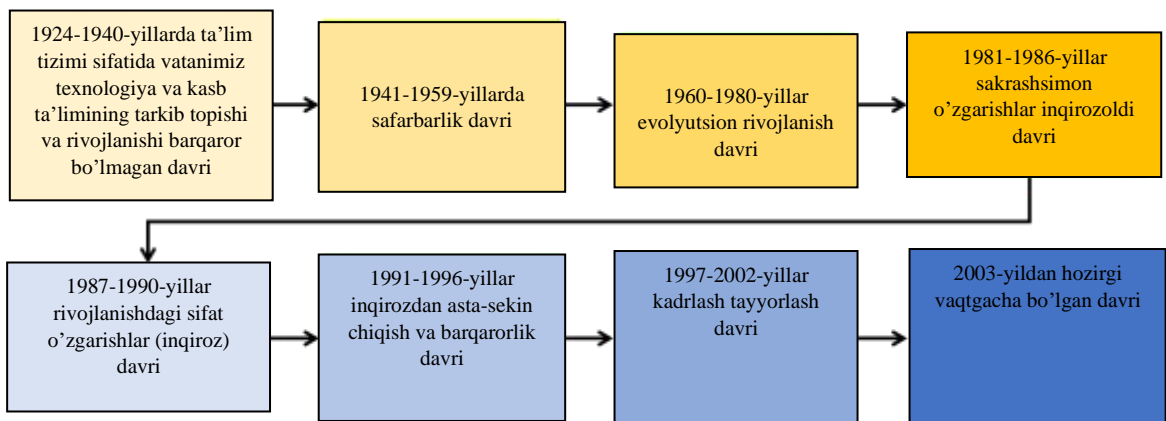 1924-1940-yillarda ta’lim
tizimi sifatida vatanimiz
texnologiya va kasb
ta’limining tarkib topishi
va rivojlanishi barqaror
bo’lmagan davri
1941-1959-yillarda
safarbarlik davri
1960-1980-yillar
evolyutsion rivojlanish
davri
1981-1986-yillar
sakrashsimon
o’zgarishlar inqirozoldi
davri
1987-1990-yillar
rivojlanishdagi sifat
o’zgarishlar (inqiroz)
davri
1991-1996-yillar
inqirozdan asta-sekin
chiqish va barqarorlik
davri
1997-2002-yillar
kadrlash tayyorlash
davri
2003-yildan hozirgi
vaqtgacha bo’lgan davri